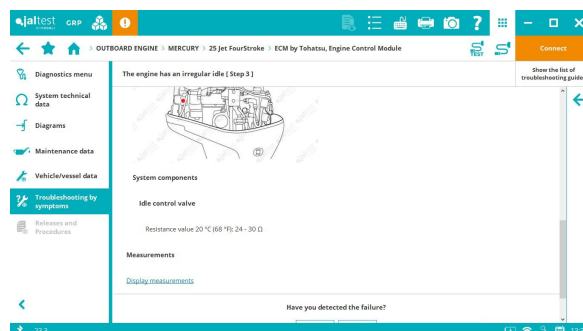 jaltest GRP
OUTBOARD ENGINE > MERCURY > 25 Jet FourStroke > ECM by Tohatsu, Engine Control Module
TEST
Connect
Diagnostics menu
System technical
data
Diagrams
Maintenance data
Vehicle/vessel data
Troubleshooting by
symptoms
Releases and
Procedures
The engine has an irregular idle [ Step 3 ]
Show the list of
troubleshooting guide
System components
Idle control valve
Resistance value 20 °C (68 °F): 24 - 30 Ω
Measurements
Display measurements
Have you detected the failure?